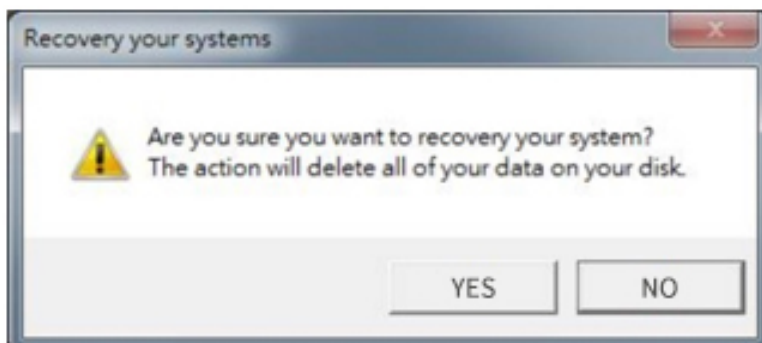 Recovery your systems
Are you sure you want to recovery your system?
The action will delete all of your data on your disk.
YES
NO